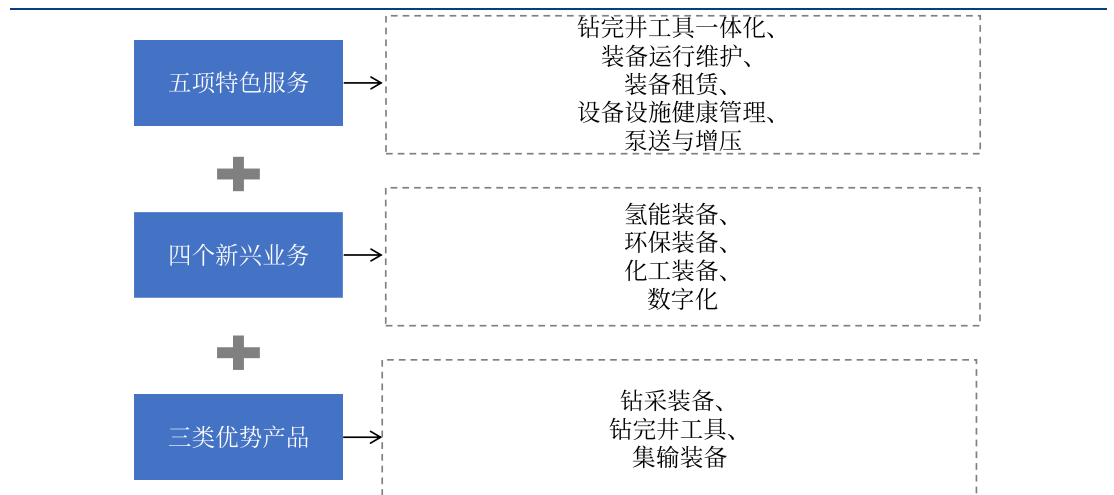 五项特色服务
钻完井工具一体化、
装备运行维护、
装备租赁、
设备设施健康管理、
泵送与增压
四个新兴业务
氢能装备、
环保装备、
化工装备、
数字化
三类优势产品
钻采装备、
钻完井工具、
集输装备